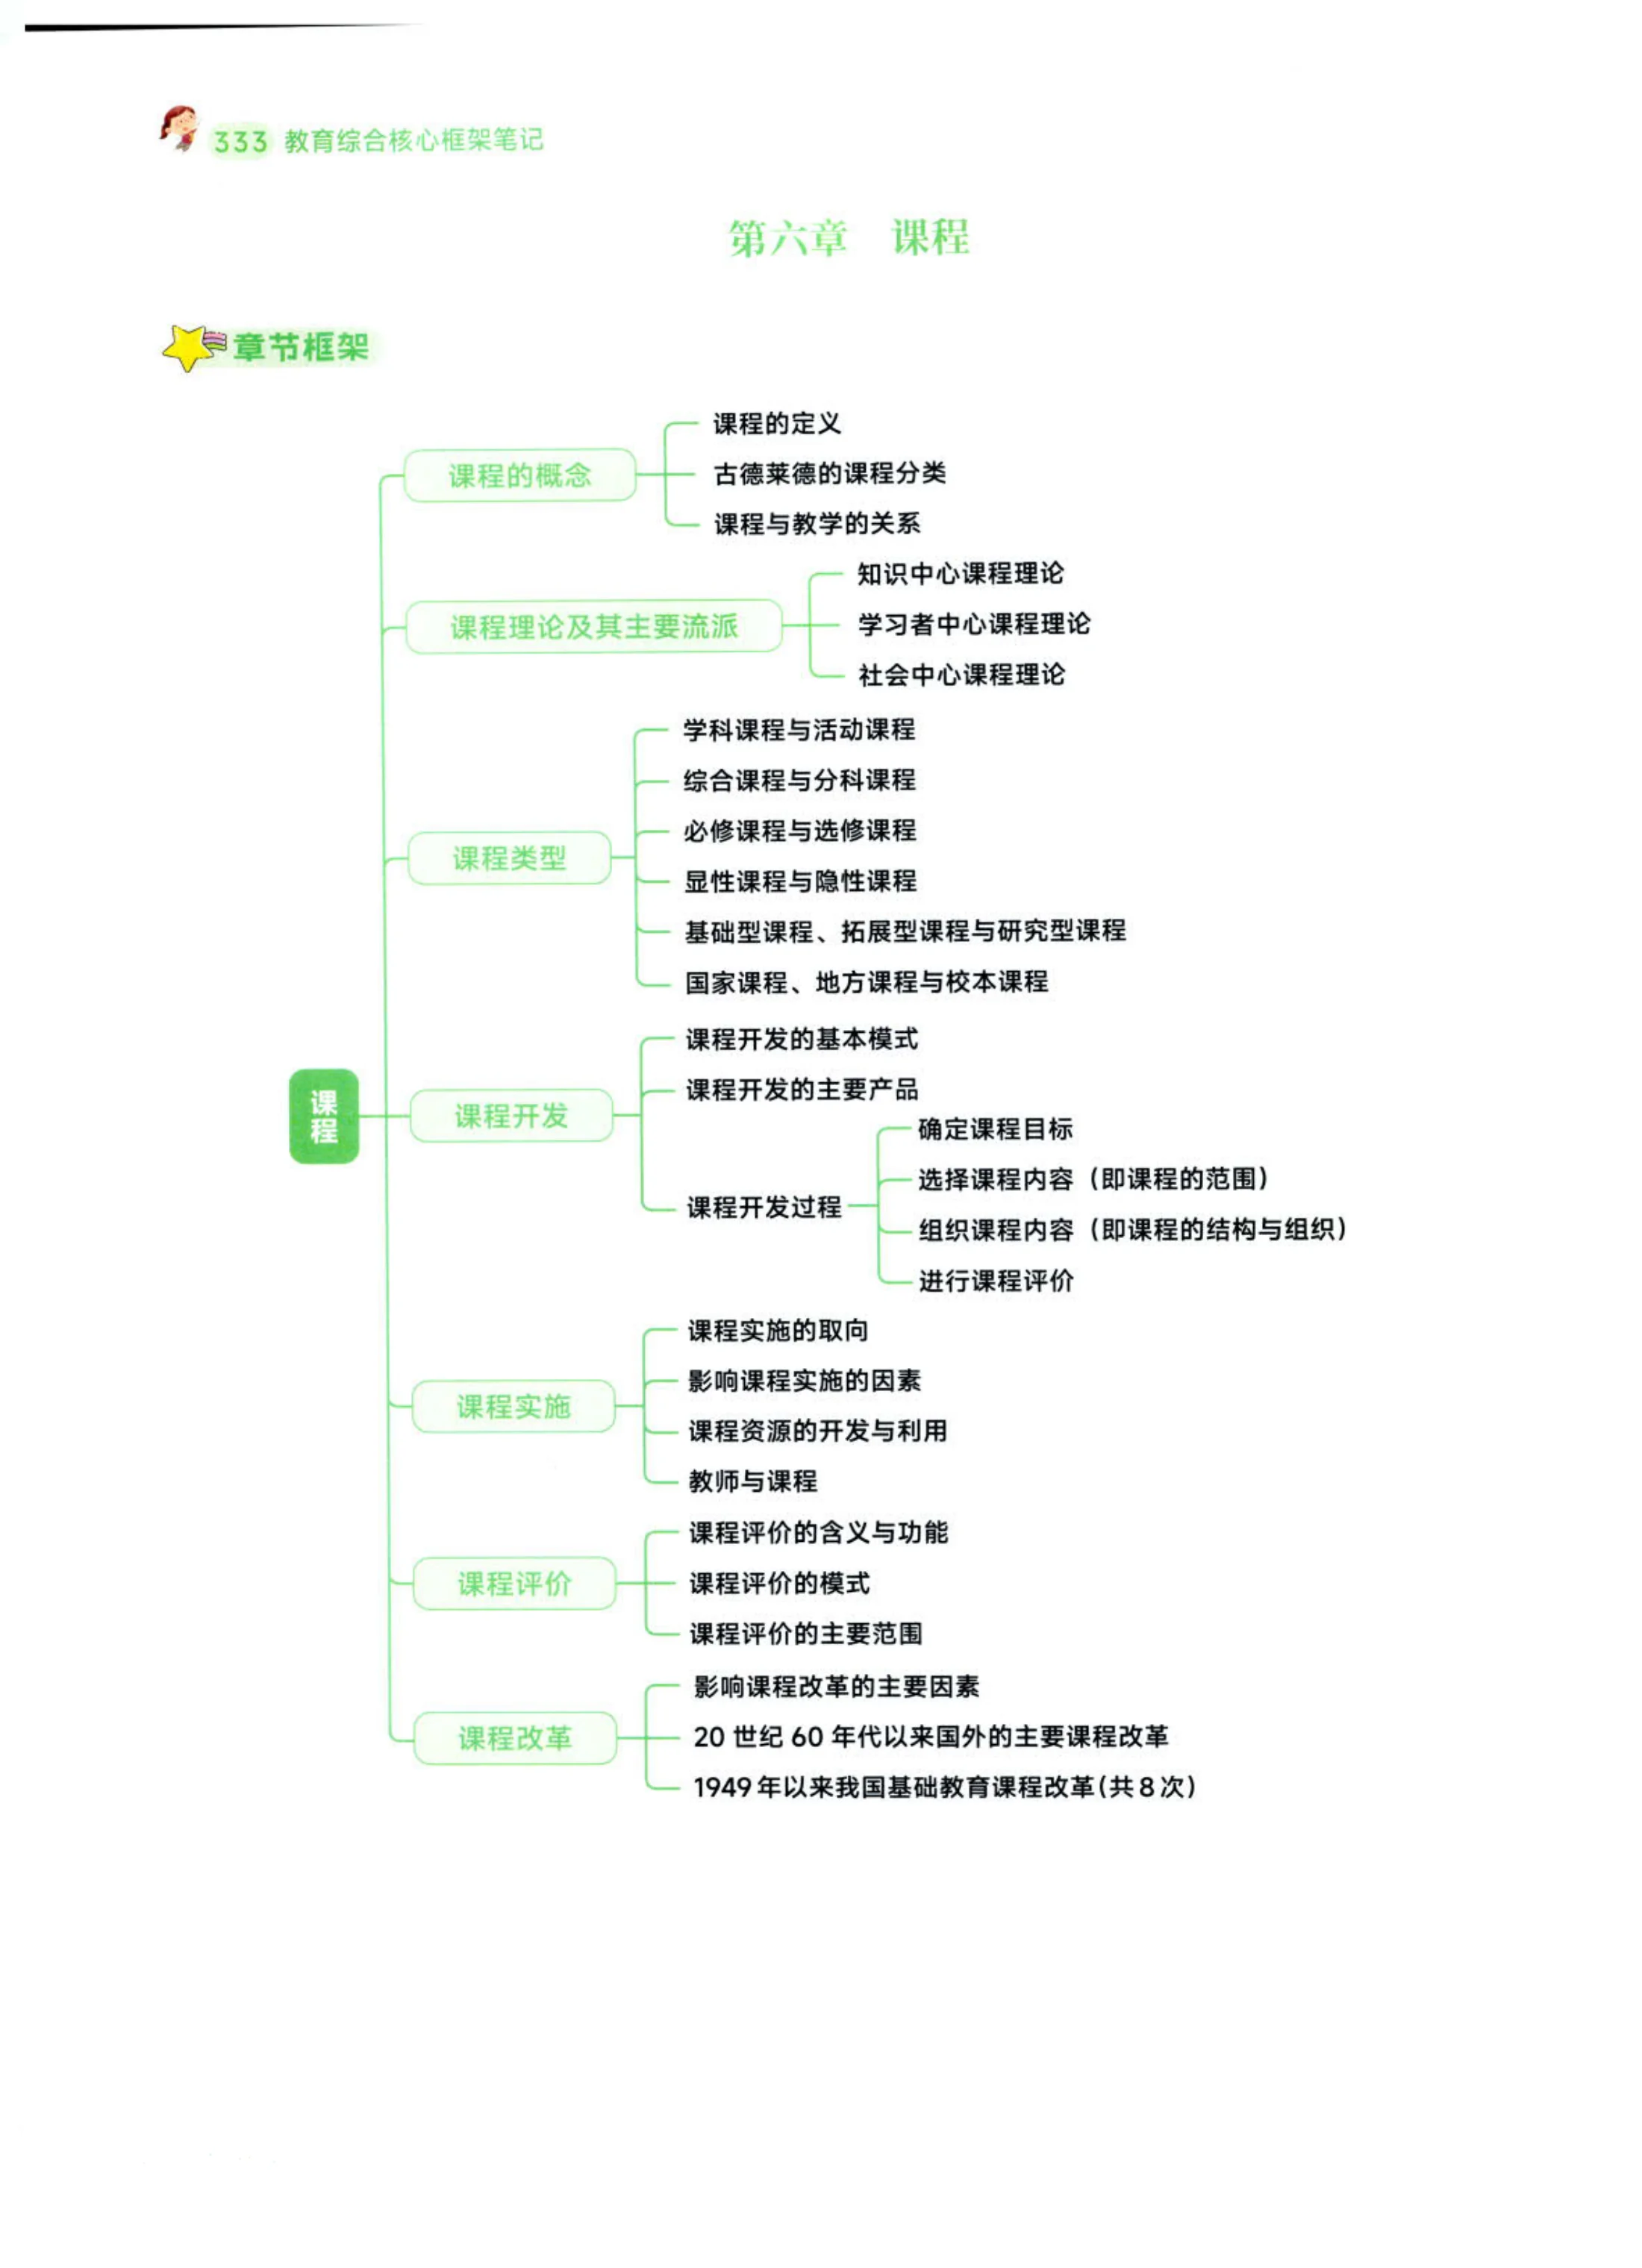 333 教育综合核心框架笔记
第六章 课程
章节框架
课程
课程的概念
课程的定义
古德莱德的课程分类
课程与教学的关系
课程理论及其主要流派
知识中心课程理论
学习者中心课程理论
社会中心课程理论
课程类型
学科课程与活动课程
综合课程与分科课程
必修课程与选修课程
显性课程与隐性课程
基础型课程、拓展型课程与研究型课程
国家课程、地方课程与校本课程
课程开发
课程开发的基本模式
课程开发的主要产品
课程开发过程
确定课程目标
选择课程内容（即课程的范围）
组织课程内容（即课程的结构与组织）
进行课程评价
课程实施
课程实施的取向
影响课程实施的因素
课程资源的开发与利用
教师与课程
课程评价
课程评价的含义与功能
课程评价的模式
课程评价的主要范围
课程改革
影响课程改革的主要因素
20 世纪 60 年代以来国外的主要课程改革
1949 年以来我国基础教育课程改革（共 8 次）